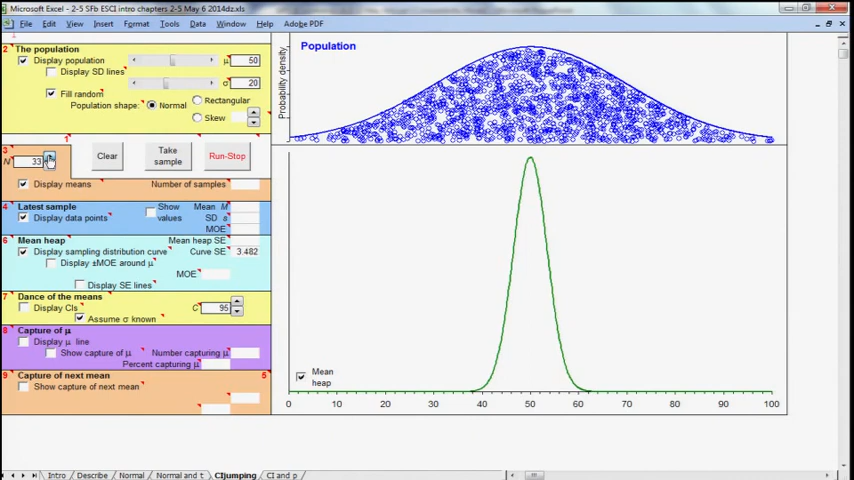 Microsoft Excel - 2-5 SFb ESCI intro chapters 2-5 May 6 2014dz.xls
File Edit View Insert Format Tools Data Window Help Adobe PDF
2 The population
Display population
μ 50
Display SD lines
σ 20
Fill random
Population shape: Normal
Rectangular
Skew
1
3
N 33
Clear
Take sample
Run-Stop
Display means
Number of samples
4 Latest sample
Display data points
Show values
Mean M
SD s
MOE
6 Mean heap
Mean heap SE
Display sampling distribution curve
Curve SE 3.482
Display ±MOE around μ
MOE
Display SE lines
7 Dance of the means
Display CIs
C 95
Assume σ known
8 Capture of μ
Display μ line
Show capture of μ
Number capturing μ
Percent capturing μ
9 Capture of next mean
5
Show capture of next mean
Population
Probability density
Mean heap
0 10 20 30 40 50 60 70 80 90 100
Intro Describe Normal Normal and t CIjumping CI and p